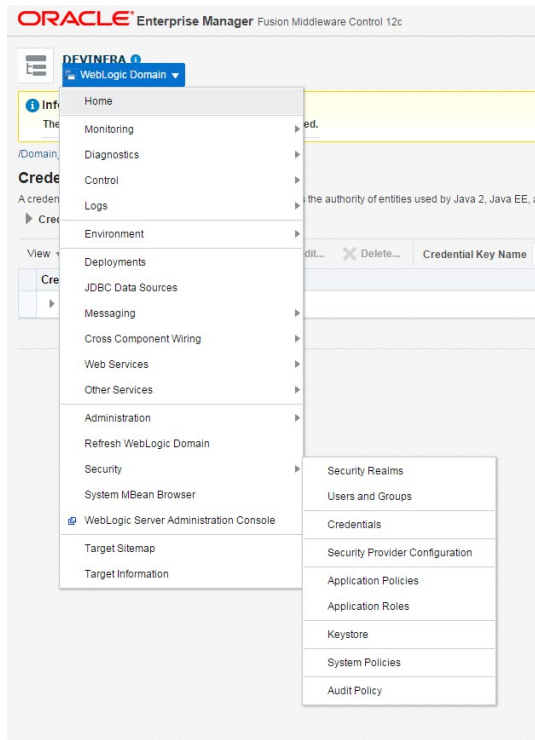 ORACLE Enterprise Manager Fusion Middleware Control 12c
DEVINERA
WebLogic Domain
Home
Inf
The
ed.
Monitoring
Diagnostics
/Domain_
Control
Crede
A creden
the authority of entities used by Java 2, Java EE,
Logs
Cre
Environment
View
dit...
Delete...
Credential Key Name
Deployments
Cre
JDBC Data Sources
Messaging
Cross Component Wiring
Web Services
Other Services
Administration
Refresh WebLogic Domain
Security
System MBean Browser
WebLogic Server Administration Console
Target Sitemap
Target Information
Security Realms
Users and Groups
Credentials
Security Provider Configuration
Application Policies
Application Roles
Keystore
System Policies
Audit Policy